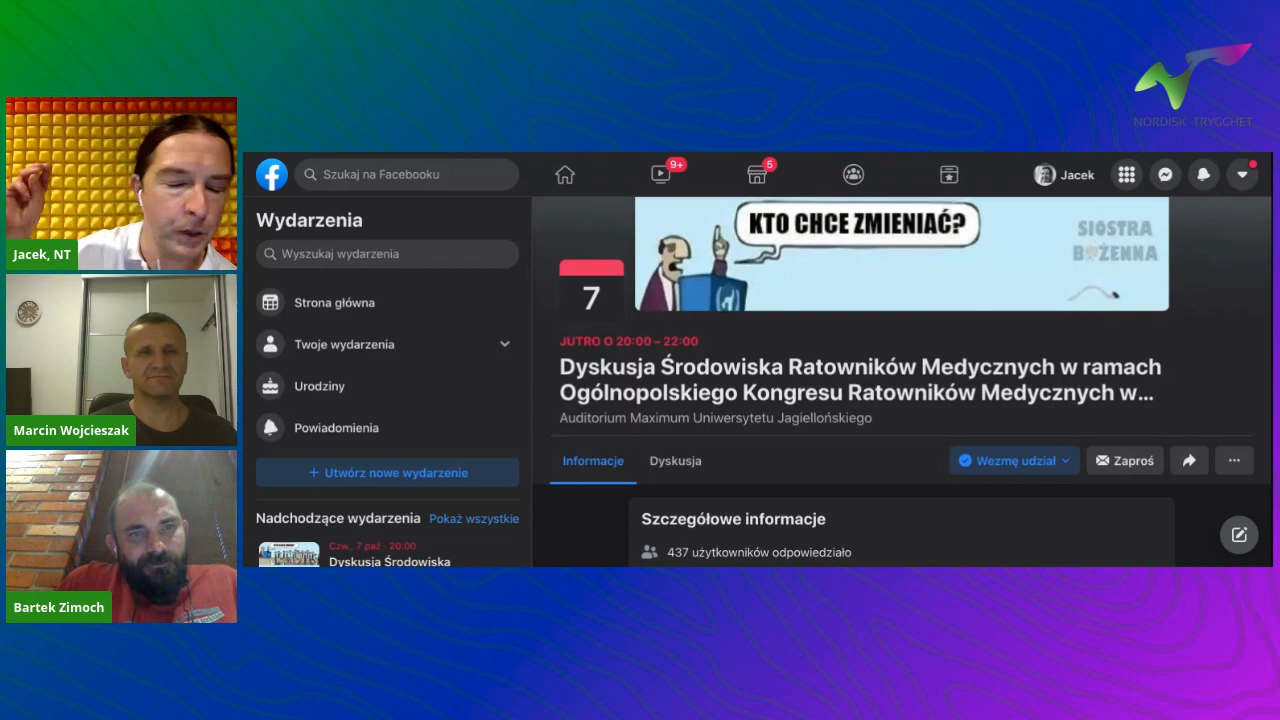 NORDISK TRYGGHET
Jacek, NT
Marcin Wojcieszak
Bartek Zimoch
Szukaj na Facebooku
9+
5
Jacek
Wydarzenia
Wyszukaj wydarzenia
Strona główna
Twoje wydarzenia
Urodziny
Powiadomienia
+ Utwórz nowe wydarzenie
Nadchodzące wydarzenia Pokaż wszystkie
Czw., 7 paź · 20:00
Dyskusja Środowiska
KTO CHCE ZMIENIAĆ?
SIOSTRA
BOŻENNA
7
JUTRO O 20:00 – 22:00
Dyskusja Środowiska Ratowników Medycznych w ramach
Ogólnopolskiego Kongresu Ratowników Medycznych w...
Auditorium Maximum Uniwersytetu Jagiellońskiego
Informacje Dyskusja
Wezmę udział
Zaproś
Szczegółowe informacje
437 użytkowników odpowiedziało